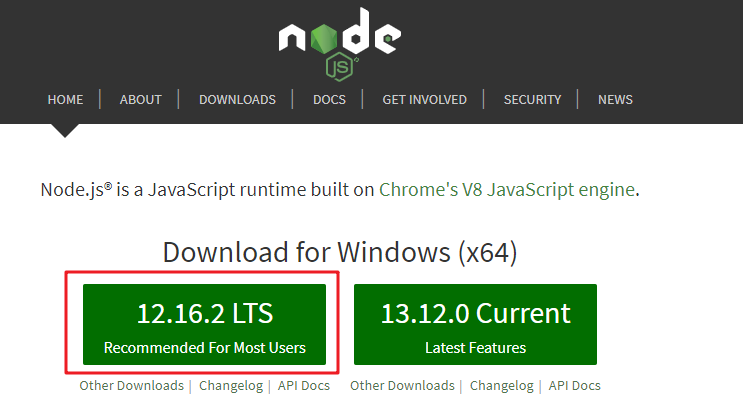 node
JS
HOME | ABOUT | DOWNLOADS | DOCS | GET INVOLVED | SECURITY | NEWS
Node.js® is a JavaScript runtime built on Chrome's V8 JavaScript engine.
Download for Windows (x64)
12.16.2 LTS
Recommended For Most Users
13.12.0 Current
Latest Features
Other Downloads | Changelog | API Docs
Other Downloads | Changelog | API Docs